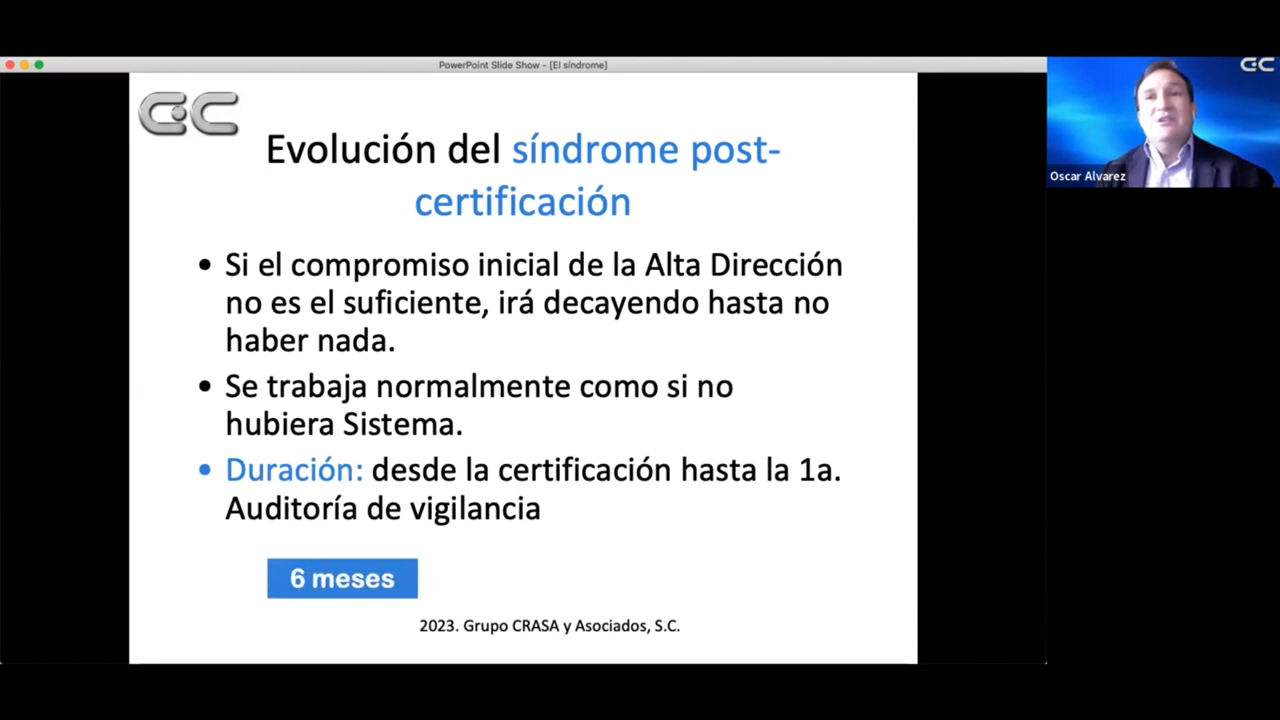 PowerPoint Slide Show - [El síndrome]
GC
GC
Evolución del síndrome post-
certificación
Oscar Alvarez
• Si el compromiso inicial de la Alta Dirección
no es el suficiente, irá decayendo hasta no
haber nada.
• Se trabaja normalmente como si no
hubiera Sistema.
• Duración: desde la certificación hasta la 1a.
Auditoría de vigilancia
6 meses
2023. Grupo CRASA y Asociados, S.C.